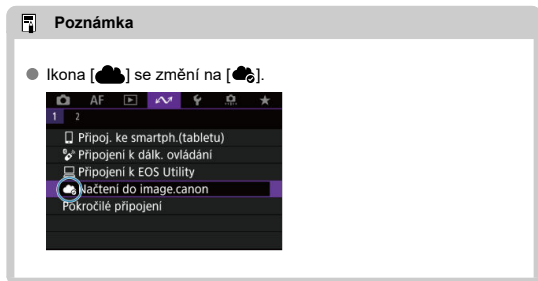 Poznámka
Ikona [ ] se změní na [ ].
AF
1 2
Připoj. ke smartph.(tabletu)
Připojení k dálk. ovládání
Připojení k EOS Utility
Načtení do image.canon
Pokročilé připojení